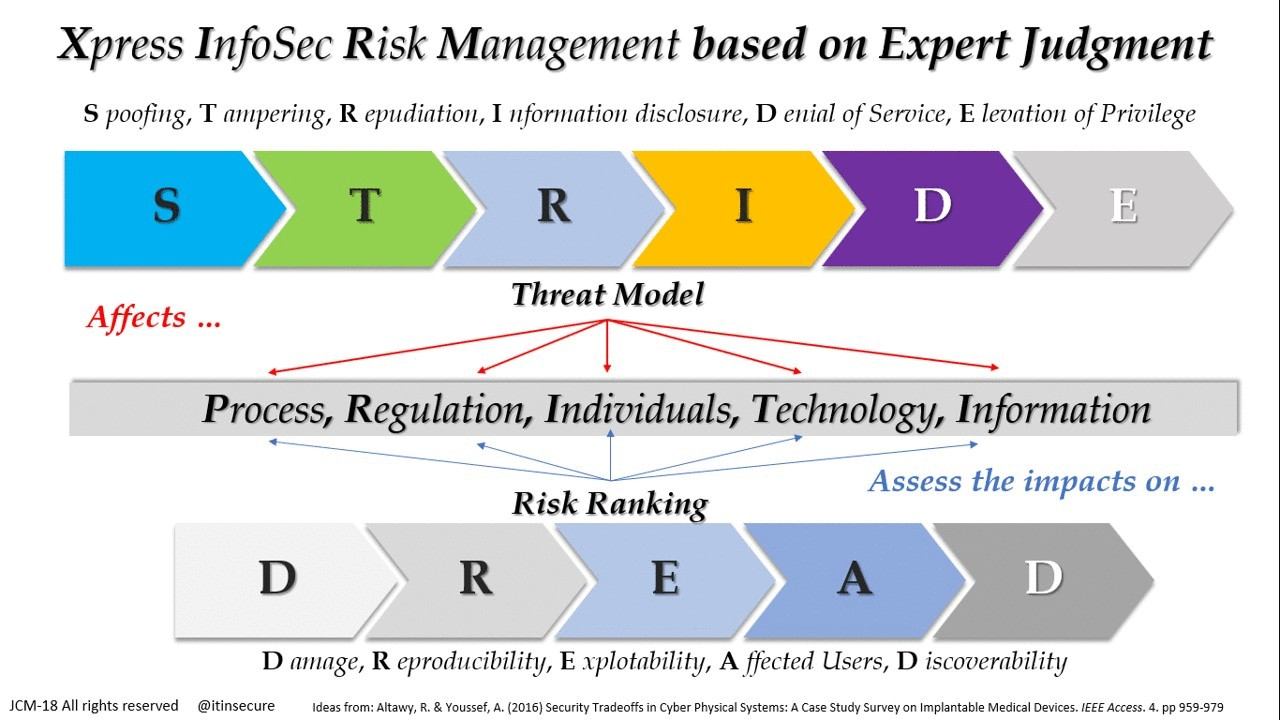 Xpress InfoSec Risk Management based on Expert Judgment
S poofing, T ampering, R epudiation, I nformation disclosure, D enial of Service, E levation of Privilege
S T R I D E
Threat Model
Affects ...
Process, Regulation, Individuals, Technology, Information
Assess the impacts on ...
Risk Ranking
D R E A D
D amage, R eproducibility, E xplotability, A ffected Users, D iscoverability
JCM-18 All rights reserved @itinsecure Ideas from: Altawy, R. & Youssef, A. (2016) Security Tradeoffs in Cyber Physical Systems: A Case Study Survey on Implantable Medical Devices. IEEE Access. 4. pp 959-979